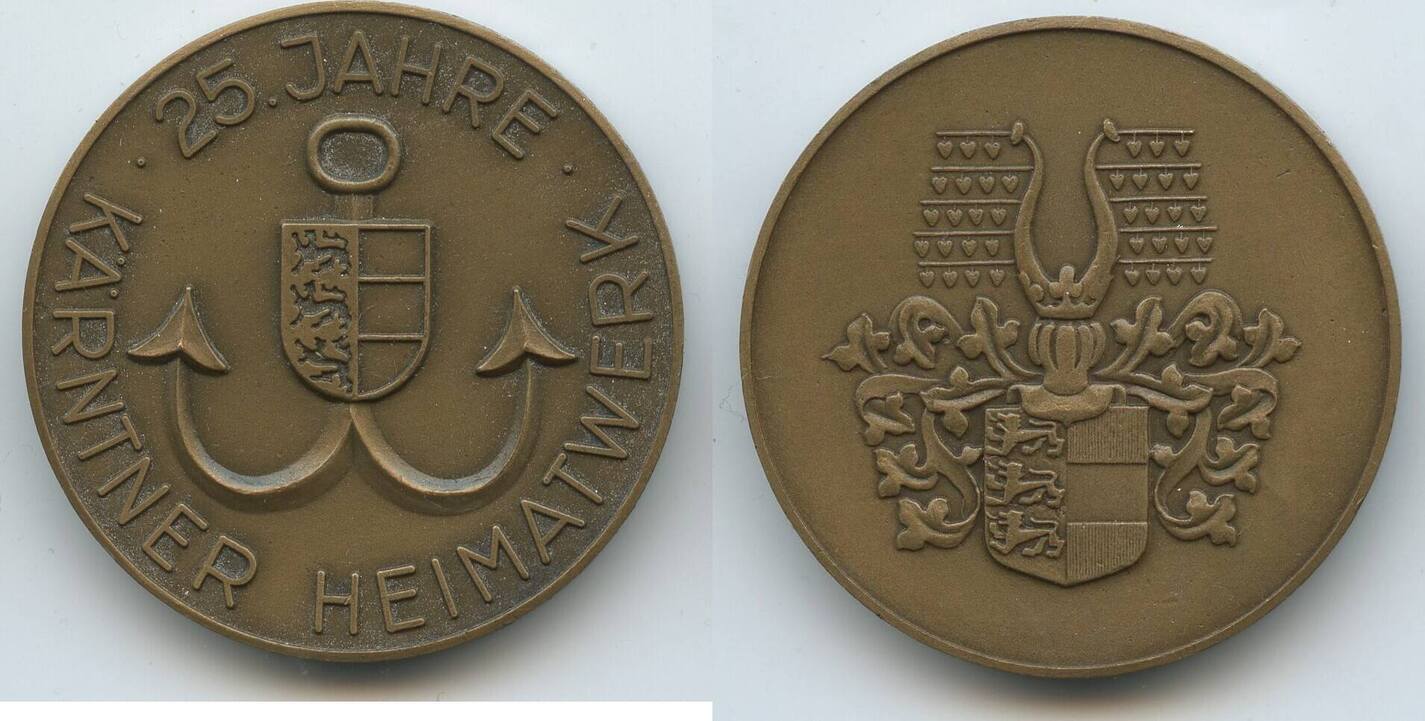 · 25. JAHRE ·
KÄRNTNER HEIMATWERK